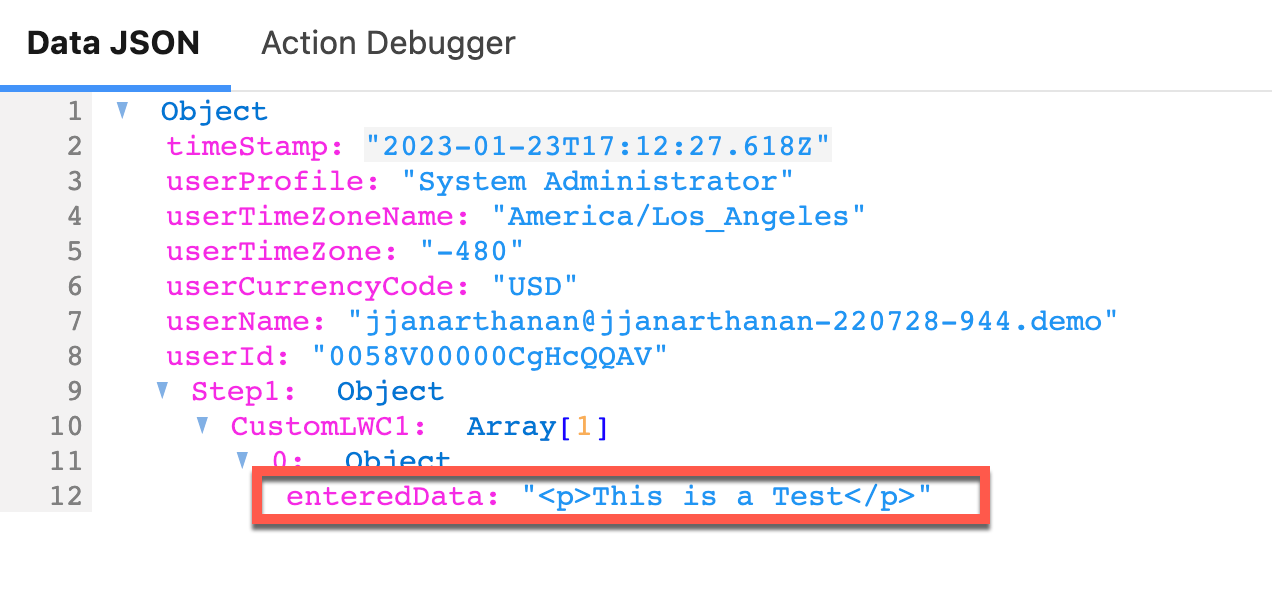 Data JSON Action Debugger
1 ▼ Object
2 timeStamp: "2023-01-23T17:12:27.618Z"
3 userProfile: "System Administrator"
4 userTimeZoneName: "America/Los_Angeles"
5 userTimeZone: "-480"
6 userCurrencyCode: "USD"
7 userName: "jjanarthanan@jjanarthanan-220728-944.demo"
8 userId: "0058V00000CgHcQQAV"
9 ▼ Step1: Object
10 ▼ CustomLWC1: Array[1]
11 ▼ 0: Object
12 enteredData: "<p>This is a Test</p>"